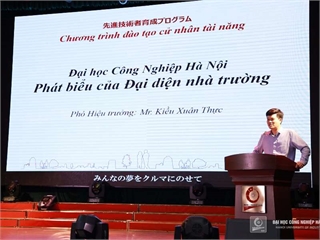 先進技術者育成プログラム
Chương trình đào tạo cử nhân tài năng
Đại học Công Nghiệp Hà Nội
Phát biểu của Đại diện nhà trường
Phó Hiệu trưởng: Mr. Kiều Xuân Thực
みんなの夢をクルマにのせて
ĐẠI HỌC CÔNG NGHIỆP HÀ